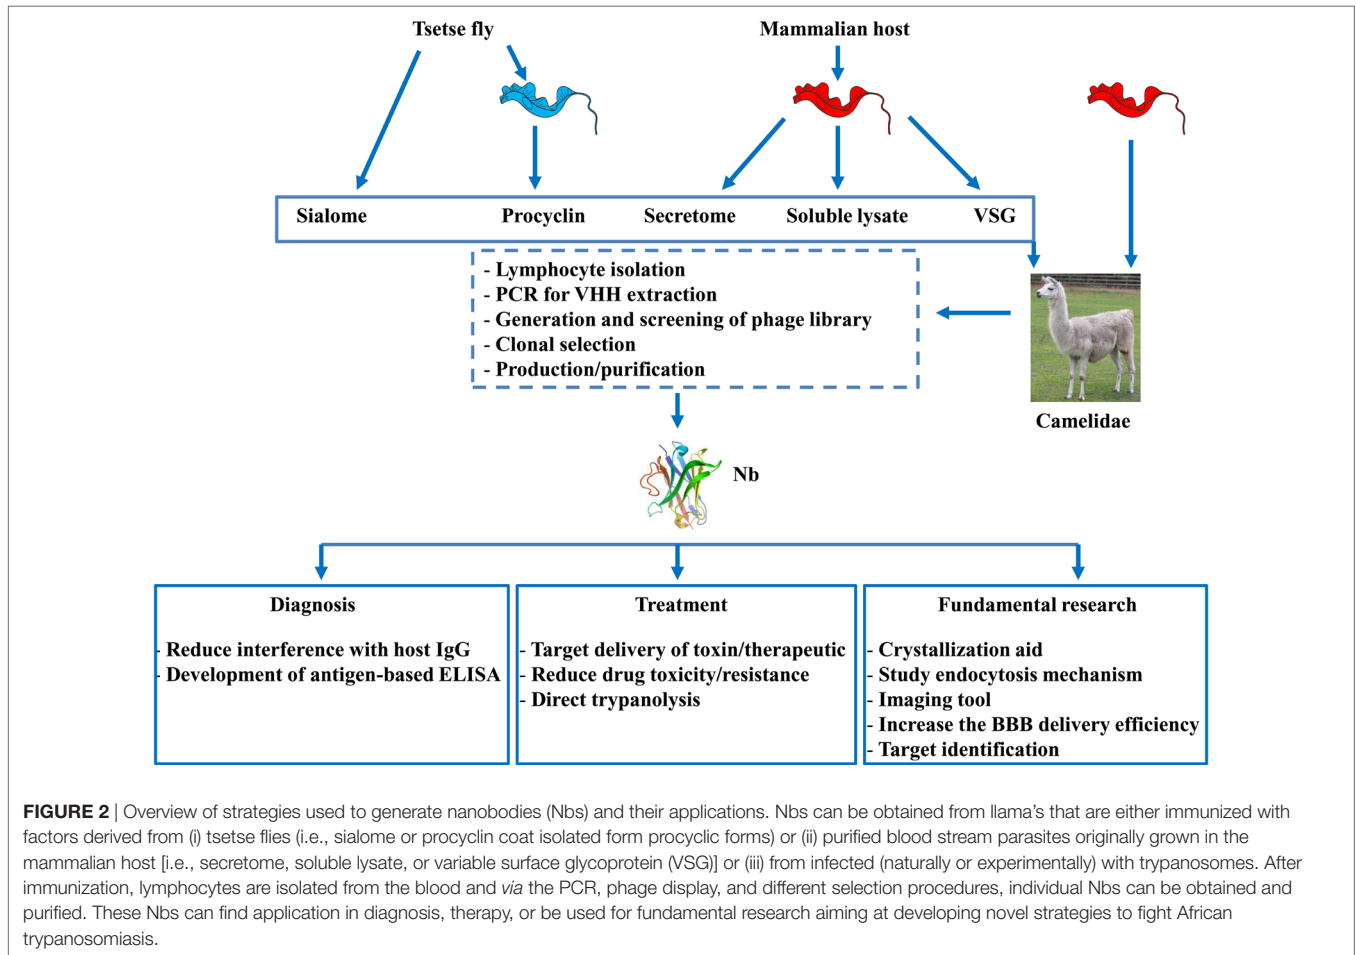 Tsetse fly
Mammalian host
Sialome
Procyclin
Secretome
Soluble lysate
VSG
- Lymphocyte isolation
- PCR for VHH extraction
- Generation and screening of phage library
- Clonal selection
- Production/purification
Camelidae
Nb
Diagnosis
- Reduce interference with host IgG
- Development of antigen-based ELISA
Treatment
- Target delivery of toxin/therapeutic
- Reduce drug toxicity/resistance
- Direct trypanolysis
Fundamental research
- Crystallization aid
- Study endocytosis mechanism
- Imaging tool
- Increase the BBB delivery efficiency
- Target identification
FIGURE 2 | Overview of strategies used to generate nanobodies (Nbs) and their applications. Nbs can be obtained from llama's that are either immunized with
factors derived from (i) tsetse flies (i.e., sialome or procyclin coat isolated form procyclic forms) or (ii) purified blood stream parasites originally grown in the
mammalian host [i.e., secretome, soluble lysate, or variable surface glycoprotein (VSG)] or (iii) from infected (naturally or experimentally) with trypanosomes. After
immunization, lymphocytes are isolated from the blood and via the PCR, phage display, and different selection procedures, individual Nbs can be obtained and
purified. These Nbs can find application in diagnosis, therapy, or be used for fundamental research aiming at developing novel strategies to fight African
trypanosomiasis.